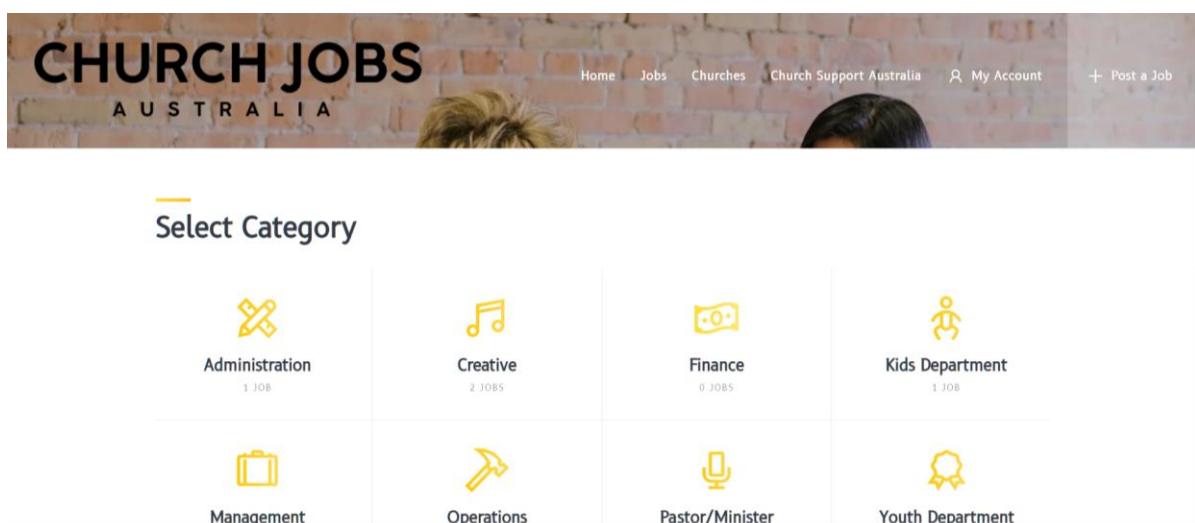 CHURCH JOBS
AUSTRALIA
Home Jobs Churches Church Support Australia My Account + Post a Job
Select Category
Administration Creative Finance Kids Department
1 JOB 2 JOBS 0 JOBS 1 JOB
Management Operations Pastor/Minister Youth Department